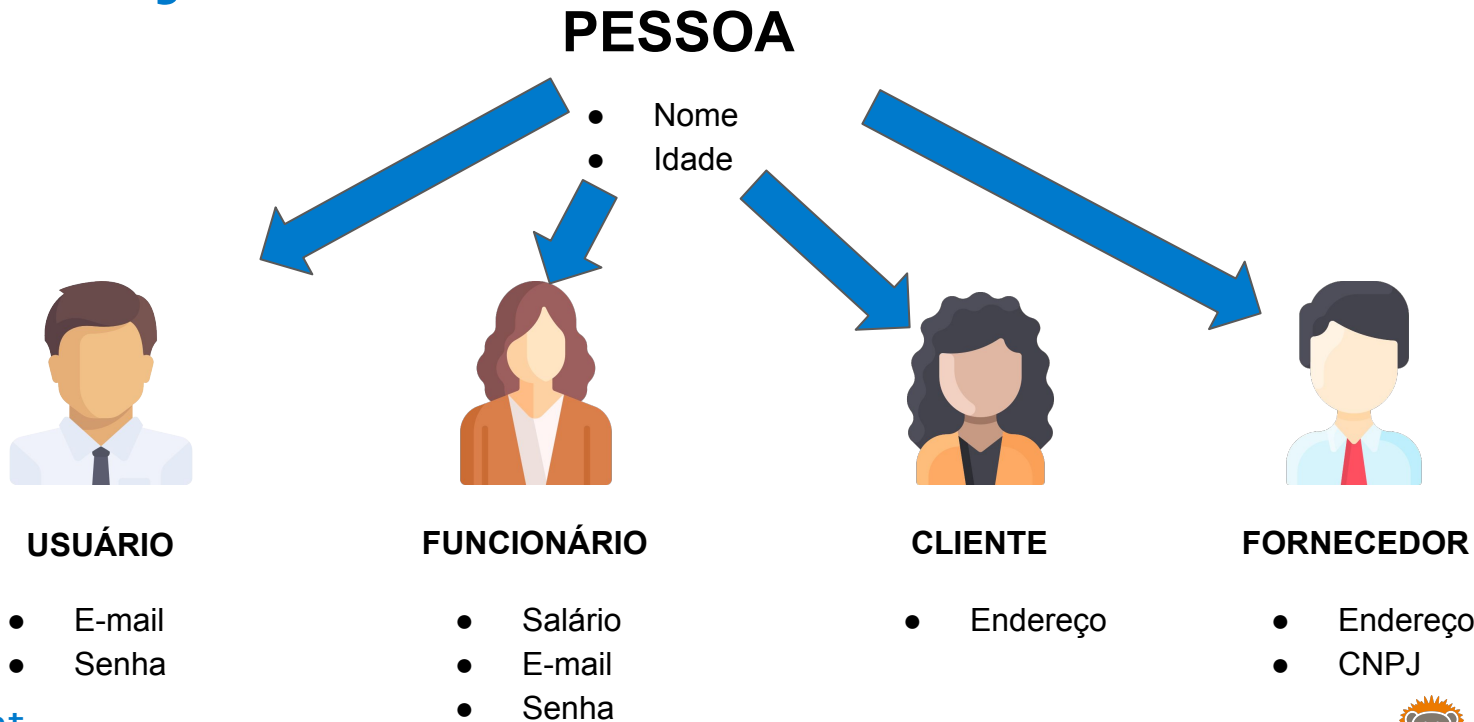 PESSOA
● Nome
● Idade
USUÁRIO
● E-mail
● Senha
FUNCIONÁRIO
● Salário
● E-mail
● Senha
CLIENTE
● Endereço
FORNECEDOR
● Endereço
● CNPJ